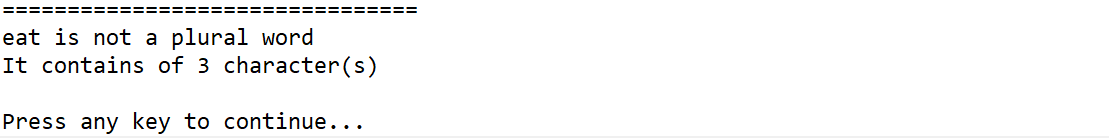 ================================
eat is not a plural word
It contains of 3 character(s)
Press any key to continue...